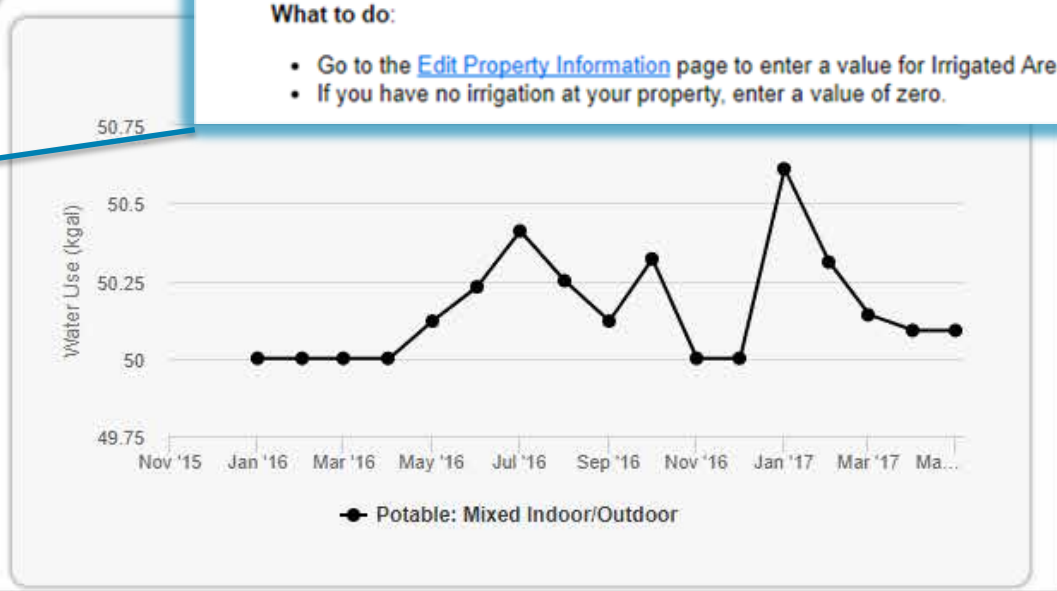 What to do:
• Go to the Edit Property Information page to enter a value for Irrigated Are
• If you have no irrigation at your property, enter a value of zero.
50.75
50.5
50.25
50
49.75
Water Use (kgal)
Nov '15 Jan '16 Mar '16 May '16 Jul '16 Sep '16 Nov '16 Jan '17 Mar '17 Ma...
Potable: Mixed Indoor/Outdoor